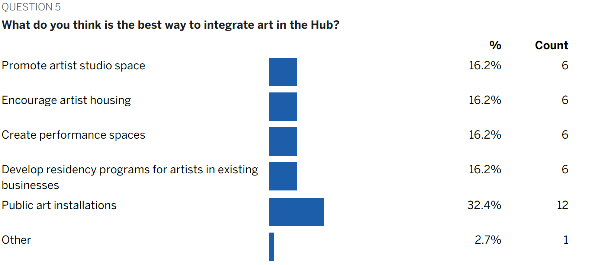 QUESTION 5
What do you think is the best way to integrate art in the Hub?
% Count
Promote artist studio space 16.2% 6
Encourage artist housing 16.2% 6
Create performance spaces 16.2% 6
Develop residency programs for artists in existing 16.2% 6
businesses
Public art installations 32.4% 12
Other 2.7% 1